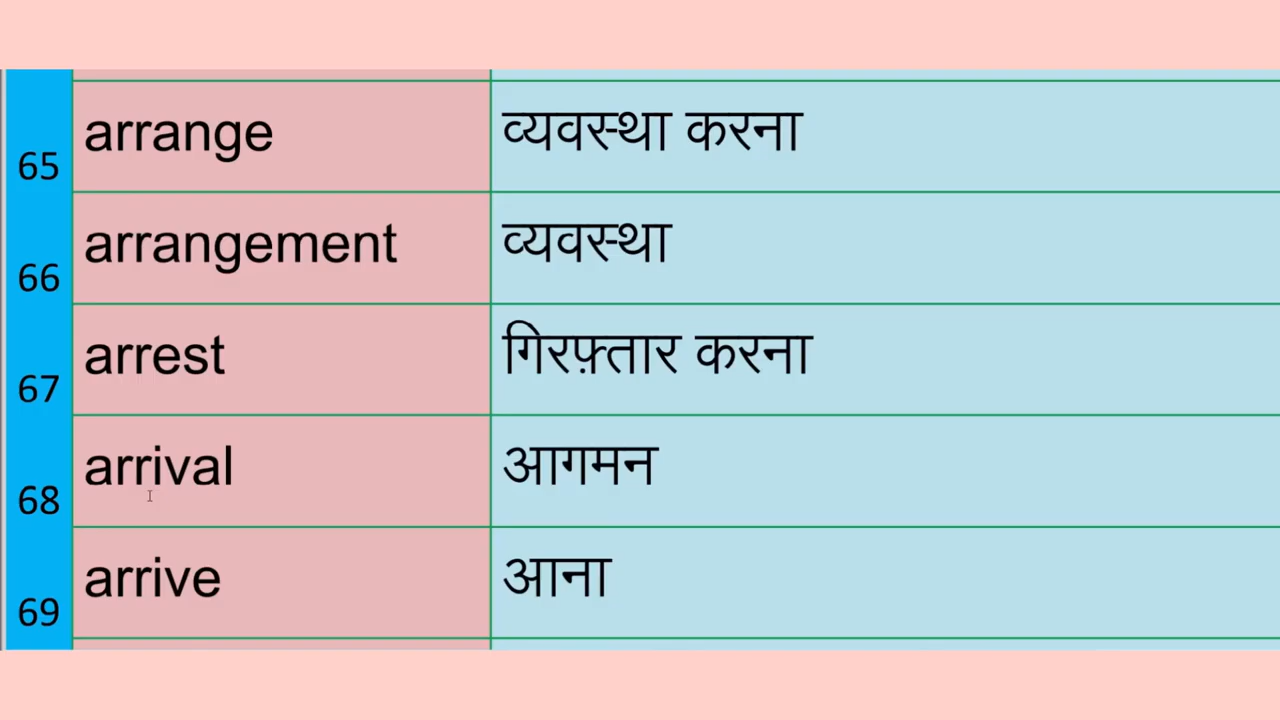 65 arrange व्यवस्था करना
66 arrangement व्यवस्था
67 arrest गिरफ़्तार करना
68 arrival आगमन
69 arrive आना